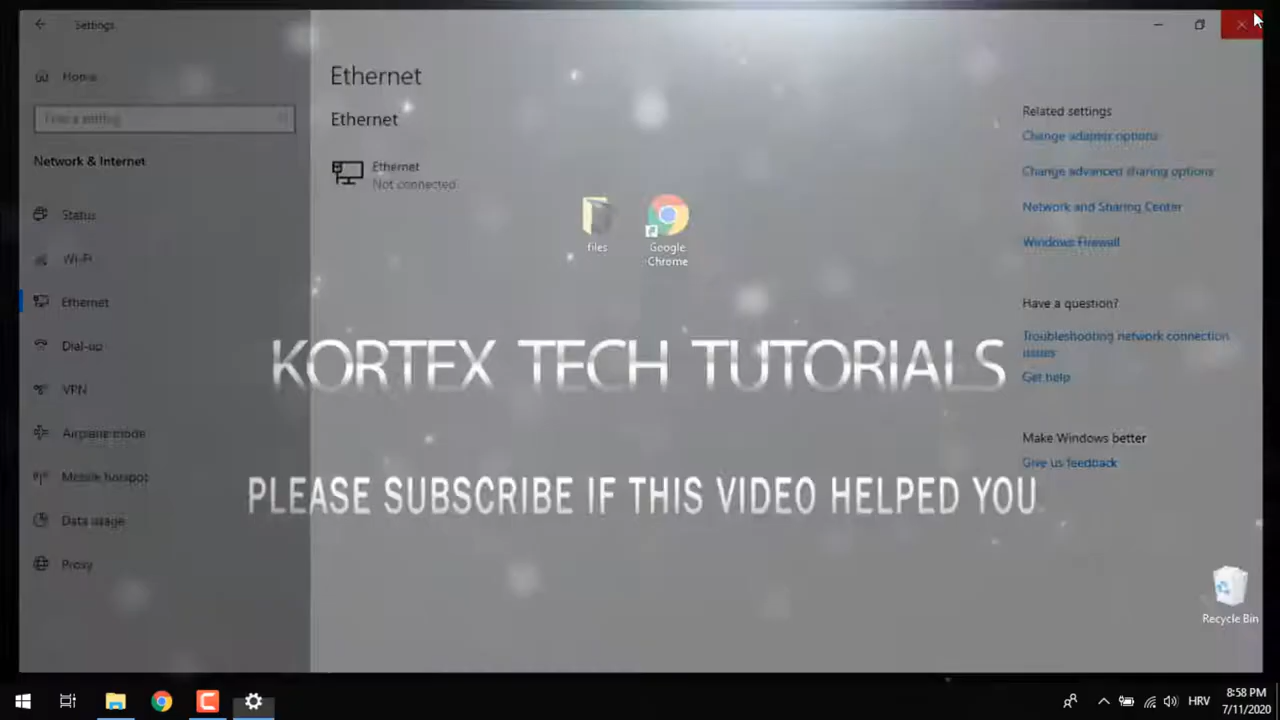 Settings
Home
Find a setting
Network & Internet
Status
Wi-Fi
Ethernet
Dial-up
VPN
Airplane mode
Mobile hotspot
Data usage
Proxy
Ethernet
Ethernet
Ethernet
Not connected
files
Google
Chrome
KORTEX TECH TUTORIALS
PLEASE SUBSCRIBE IF THIS VIDEO HELPED YOU
Related settings
Change adapter options
Change advanced sharing options
Network and Sharing Center
Windows Firewall
Have a question?
Troubleshooting network connection
issues
Get help
Make Windows better
Give us feedback
Recycle Bin
HRV
8:58 PM
7/11/2020